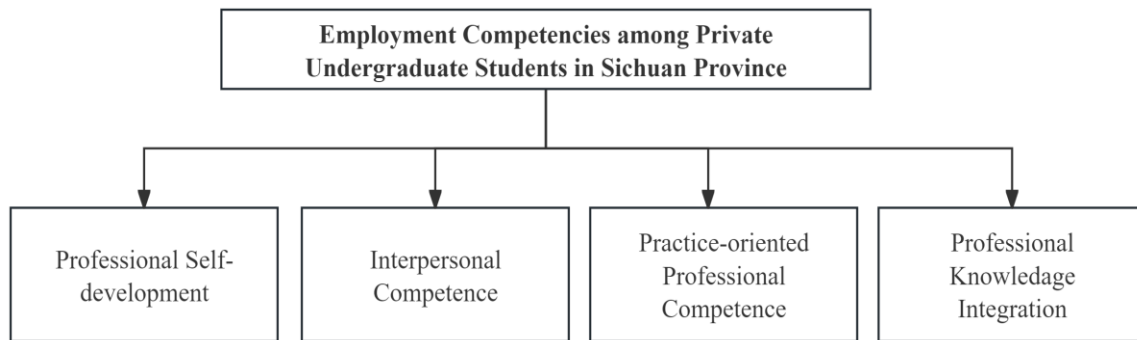 Employment Competencies among Private
Undergraduate Students in Sichuan Province
Professional Self-
development
Interpersonal
Competence
Practice-oriented
Professional
Competence
Professional
Knowledage
Integration